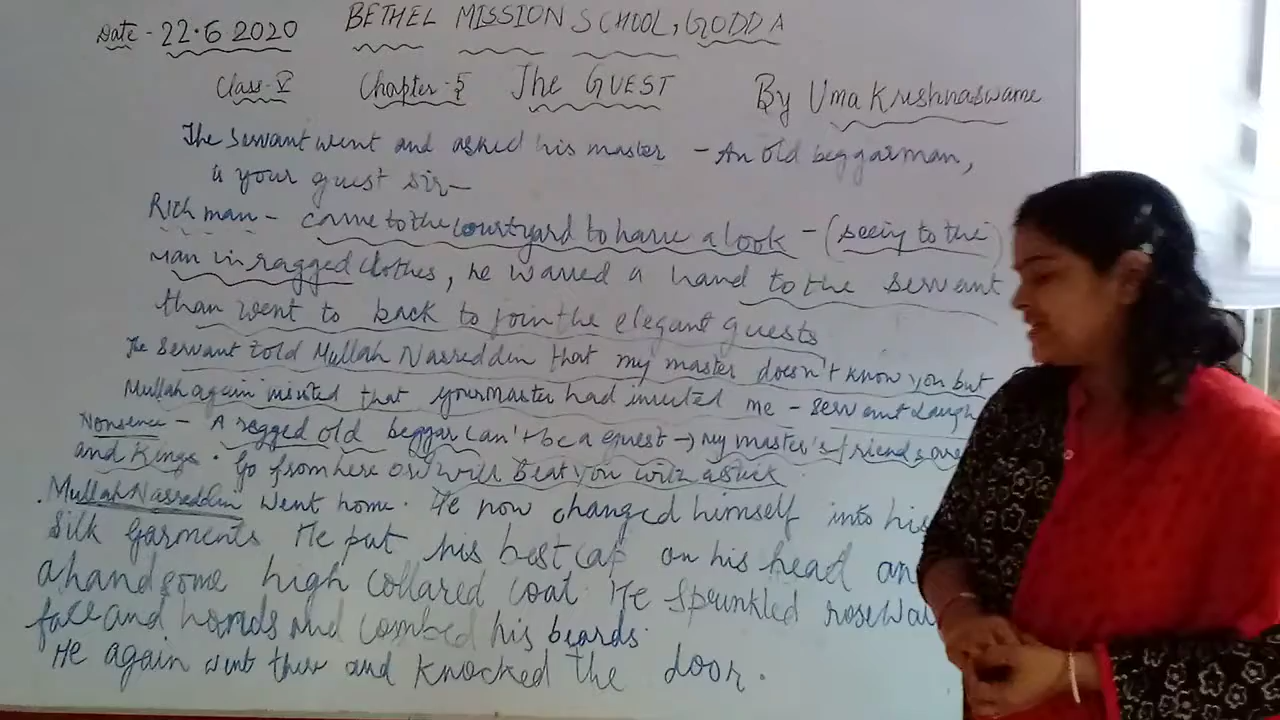 Date - 22.6.2020 BETHEL MISSION SCHOOL, GODDA
Class-V Chapter-5 The GUEST By Uma Krishnaswame
The Servant went and asked his master - An old beggarman,
is your guest sir-
Rich man - came to the courtyard to have a look - (seeing to the)
man in ragged clothes, he waved a hand to the servant
than went to back to join the elegant guests
The servant told Mullah Nasreddin that my master doesn't know you but
Mullah again insisted that your master had invited me - Servant laugh
Nonsence - A ragged old beggar can't be a guest → My master's friends are
and Kings. Go from here or I will beat you with a stick
Mullah Nasreddin went home. He now changed himself into his
silk garments He put his best cap on his head an
a handsome high collared coat. He sprinkled rosewa
face and hands and combed his beards.
He again went there and knocked the door.